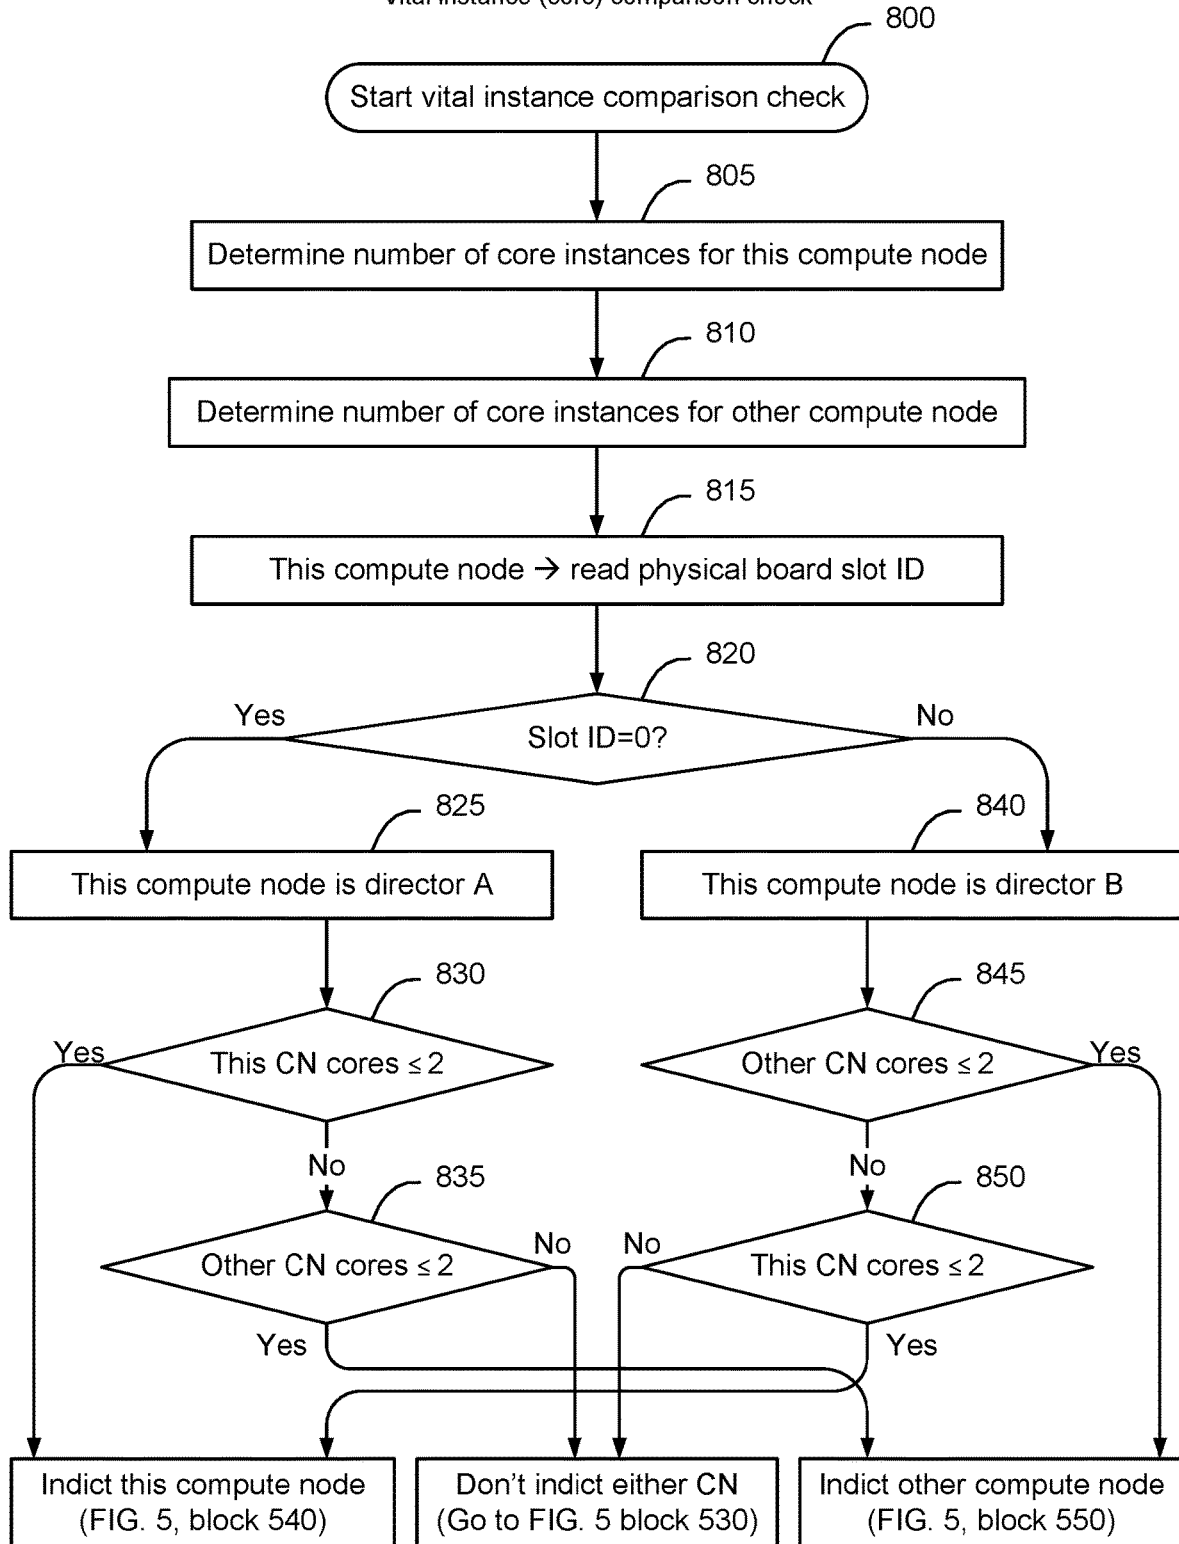 Vital instance (core) comparison check
800
Start vital instance comparison check
805
Determine number of core instances for this compute node
810
Determine number of core instances for other compute node
815
This compute node → read physical board slot ID
820
Yes
Slot ID=0?
No
825
840
This compute node is director A
This compute node is director B
830
845
Yes
This CN cores ≤ 2
Other CN cores ≤ 2
Yes
No
No
835
850
Other CN cores ≤ 2
No
No
This CN cores ≤ 2
Yes
Yes
Indict this compute node
(FIG. 5, block 540)
Don't indict either CN
(Go to FIG. 5 block 530)
Indict other compute node
(FIG. 5, block 550)